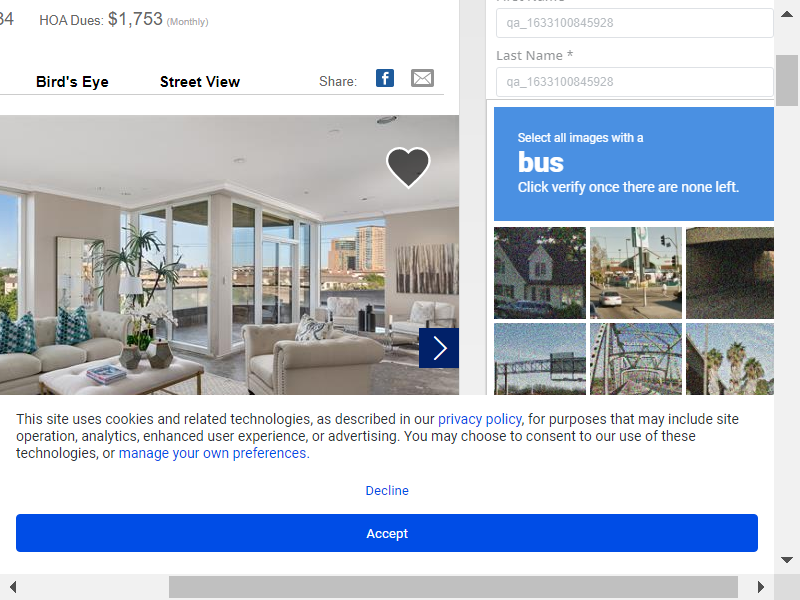 HOA Dues: $1,753 (Monthly)
Bird's Eye
Street View
Share:
qa_1633100845928
Last Name *
qa_1633100845928
Select all images with a
bus
Click verify once there are none left.
This site uses cookies and related technologies, as described in our privacy policy, for purposes that may include site
operation, analytics, enhanced user experience, or advertising. You may choose to consent to our use of these
technologies, or manage your own preferences.
Decline
Accept